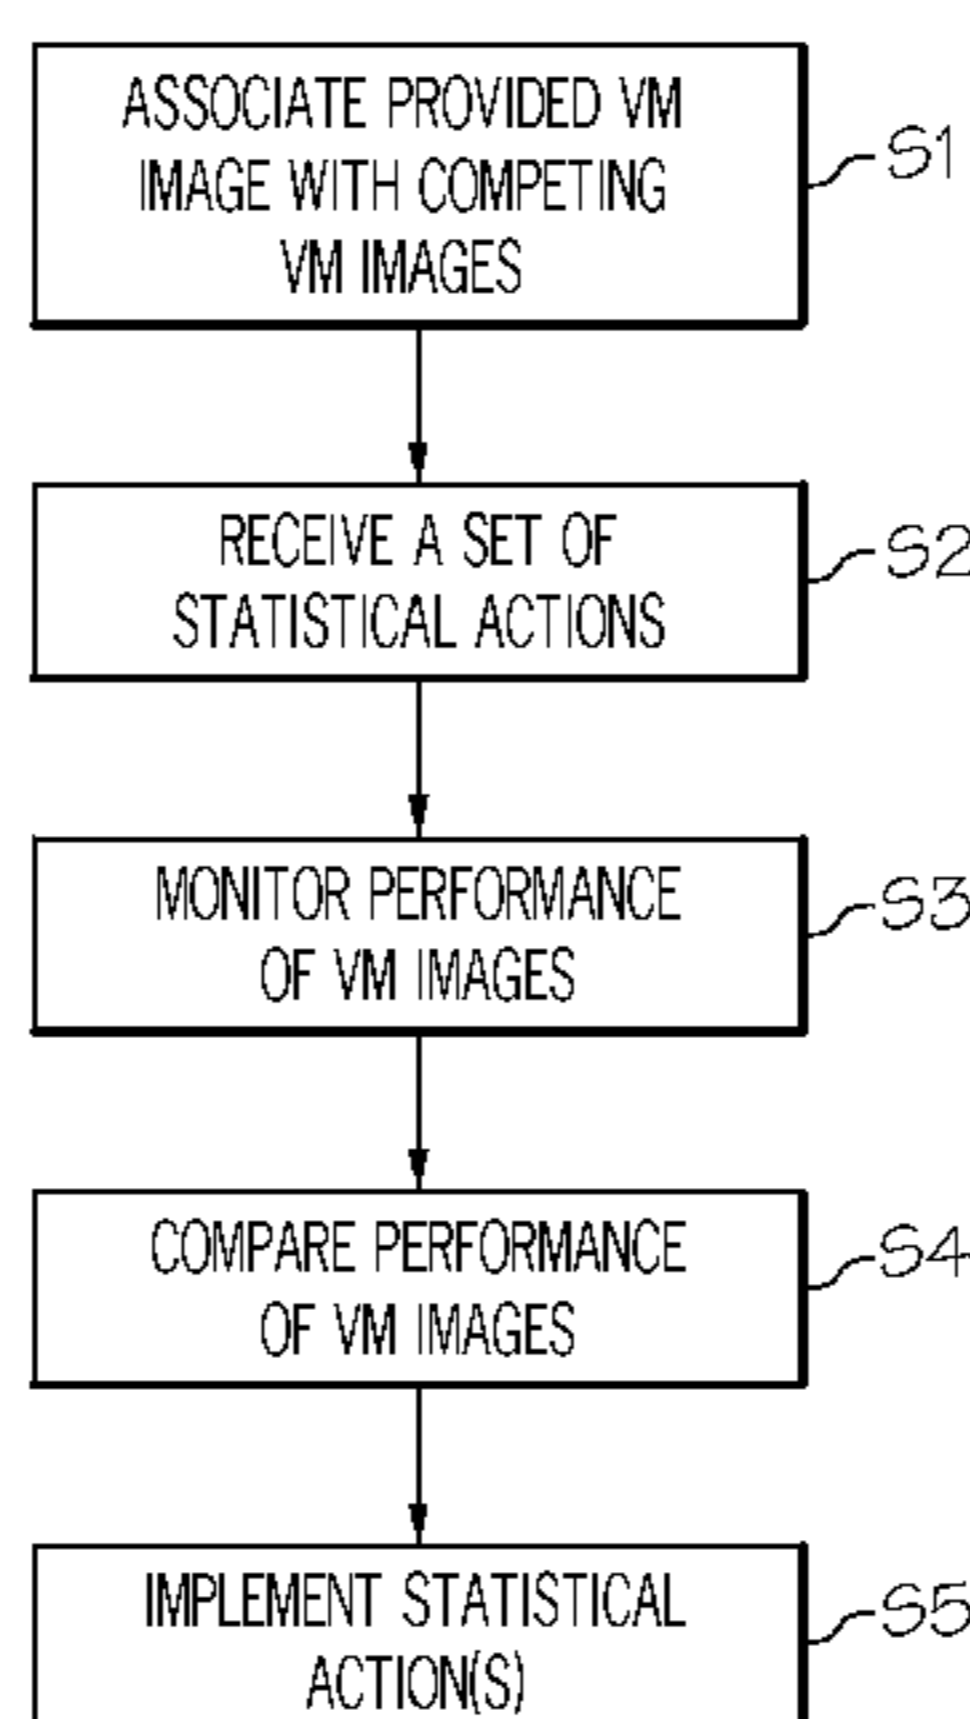 ASSOCIATE PROVIDED VM
IMAGE WITH COMPETING
VM IMAGES
S1
RECEIVE A SET OF
STATISTICAL ACTIONS
S2
MONITOR PERFORMANCE
OF VM IMAGES
S3
COMPARE PERFORMANCE
OF VM IMAGES
S4
IMPLEMENT STATISTICAL
ACTION(S)
S5